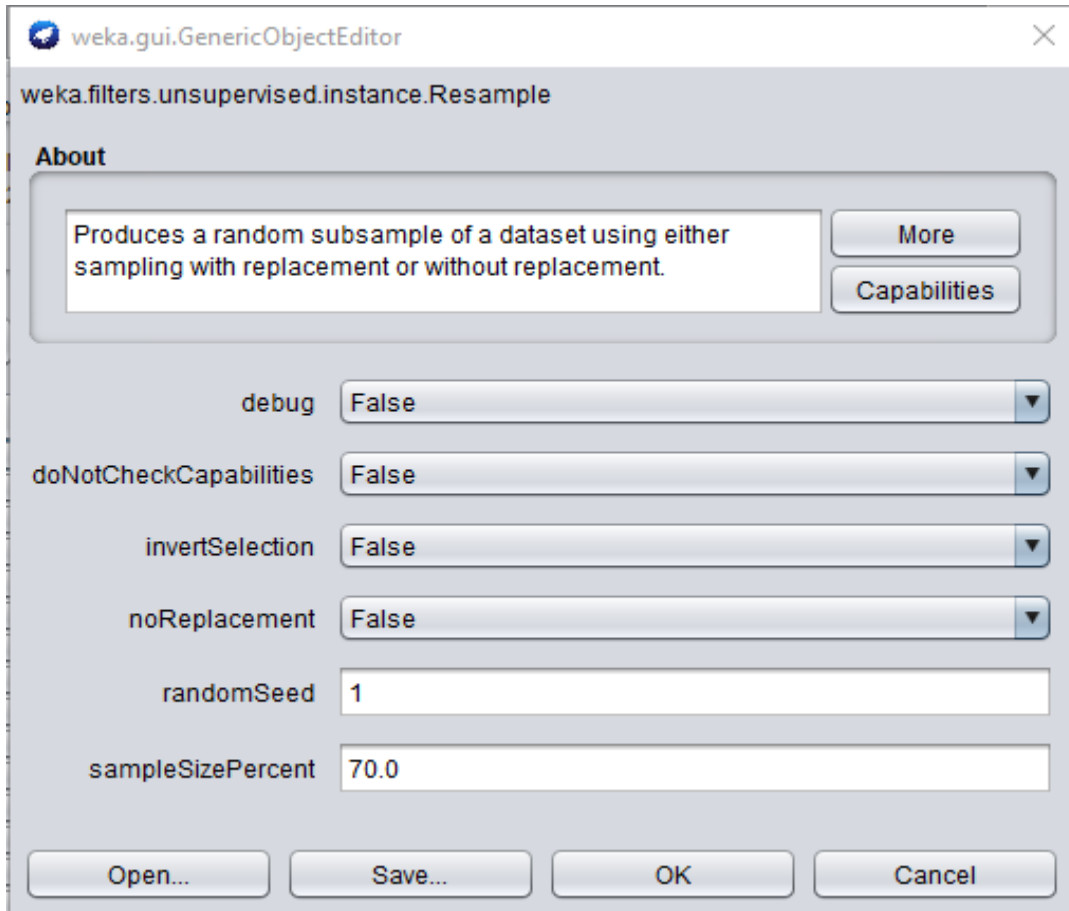 weka.gui.GenericObjectEditor
weka.filters.unsupervised.instance.Resample
About
Produces a random subsample of a dataset using either
sampling with replacement or without replacement.
More
Capabilities
debug False
doNotCheckCapabilities False
invertSelection False
noReplacement False
randomSeed 1
sampleSizePercent 70.0
Open... Save... OK Cancel